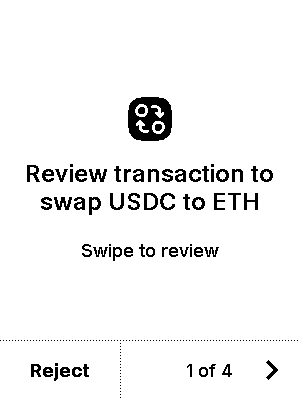 Review transaction to
swap USDC to ETH
Swipe to review
Reject
1 of 4